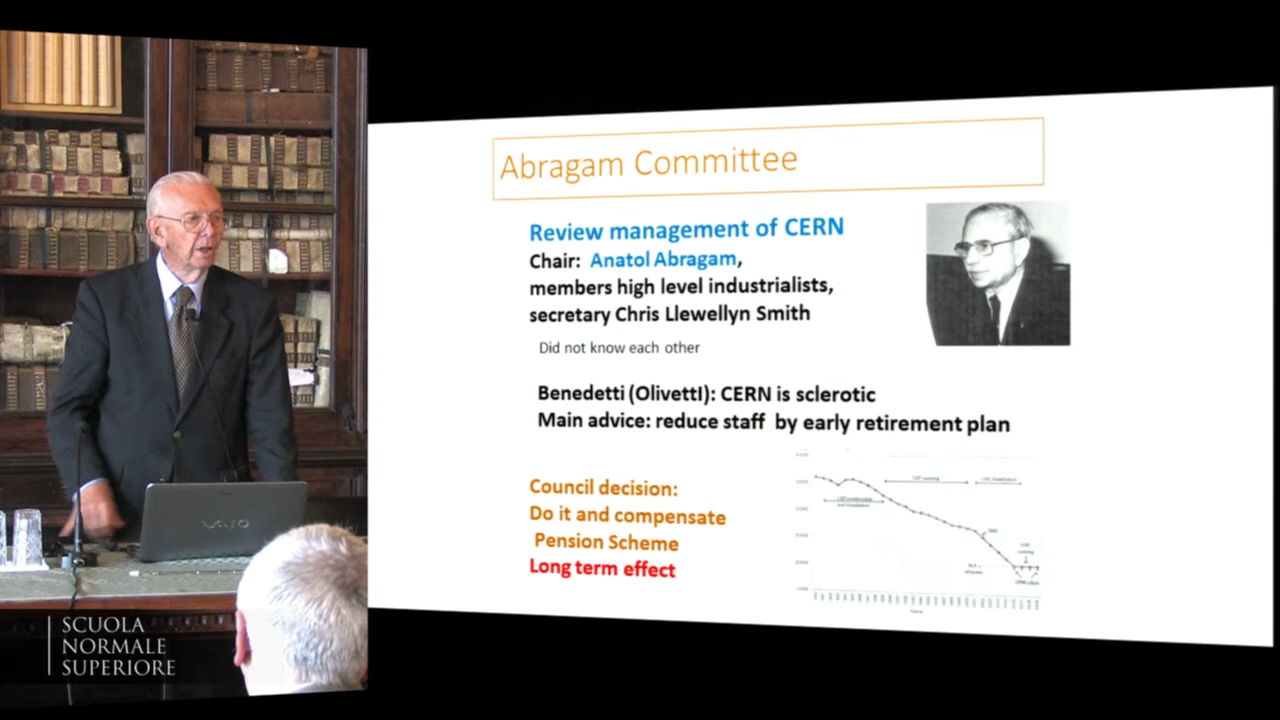 Abragam Committee
Review management of CERN
Chair: Anatol Abragam,
members high level industrialists,
secretary Chris Llewellyn Smith
Did not know each other
Benedetti (OlivettI): CERN is sclerotic
Main advice: reduce staff by early retirement plan
Council decision:
Do it and compensate
Pension Scheme
Long term effect
VAIO
SCUOLA
NORMALE
SUPERIORE